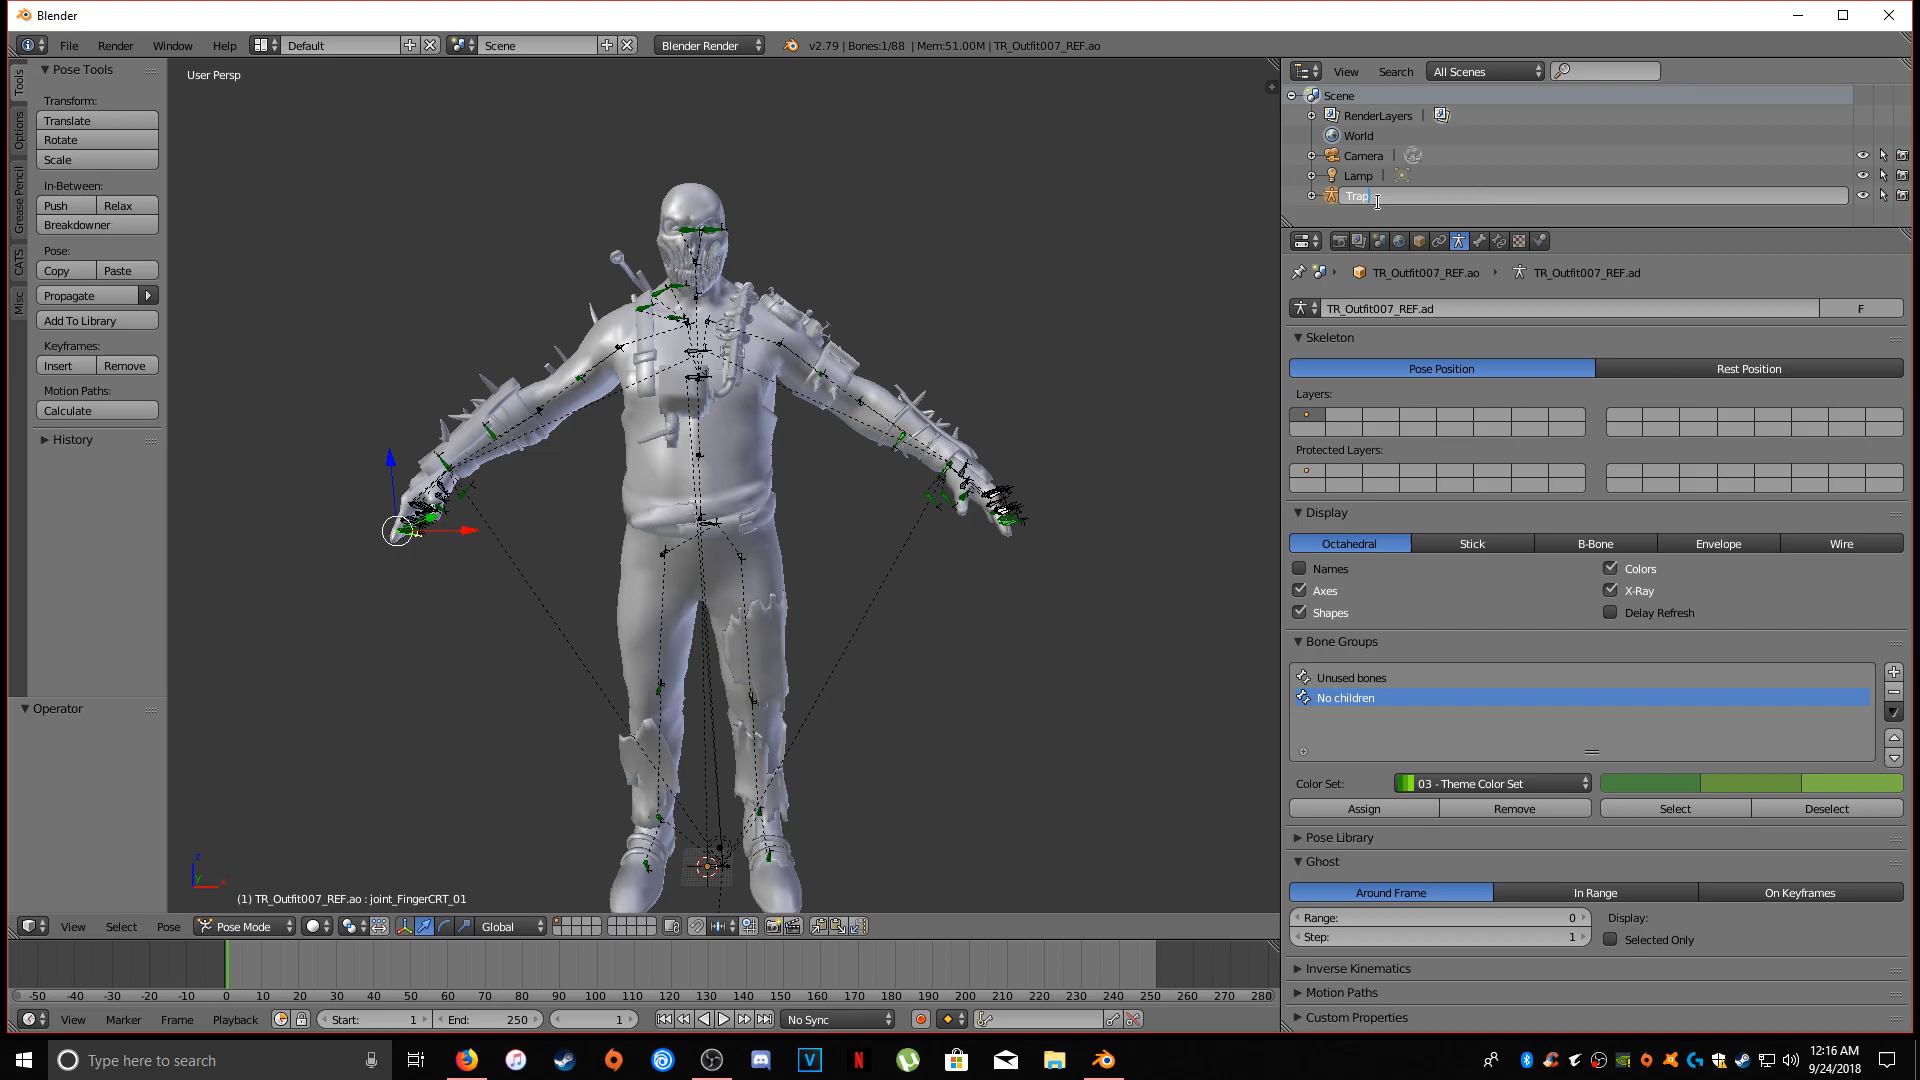 Blender
File Render Window Help Default Scene Blender Render v2.79 | Bones:1/88 | Mem:51.00M | TR_Outfit007_REF.ao
Tools
Options
Grease Pencil
CATS
Misc
Pose Tools
Transform:
Translate
Rotate
Scale
In-Between:
Push Relax
Breakdowner
Pose:
Copy Paste
Propagate
Add To Library
Keyframes:
Insert Remove
Motion Paths:
Calculate
History
Operator
User Persp
z
y
x
(1) TR_Outfit007_REF.ao : joint_FingerCRT_01
View Select Pose Pose Mode Global
-50 -40 -30 -20 -10 0 10 20 30 40 50 60 70 80 90 100 110 120 130 140 150 160 170 180 190 200 210 220 230 240 250 260 270 280
View Marker Frame Playback Start: 1 End: 250 1 No Sync
View Search All Scenes
Scene
RenderLayers |
World
Camera |
Lamp |
Trap
TR_Outfit007_REF.ao TR_Outfit007_REF.ad
TR_Outfit007_REF.ad F
Skeleton
Pose Position Rest Position
Layers:
Protected Layers:
Display
Octahedral Stick B-Bone Envelope Wire
Names Colors
Axes X-Ray
Shapes Delay Refresh
Bone Groups
Unused bones
No children
Color Set: 03 - Theme Color Set
Assign Remove Select Deselect
Pose Library
Ghost
Around Frame In Range On Keyframes
Range: 0 Display:
Step: 1 Selected Only
Inverse Kinematics
Motion Paths
Custom Properties
Type here to search
V
N
12:16 AM
9/24/2018